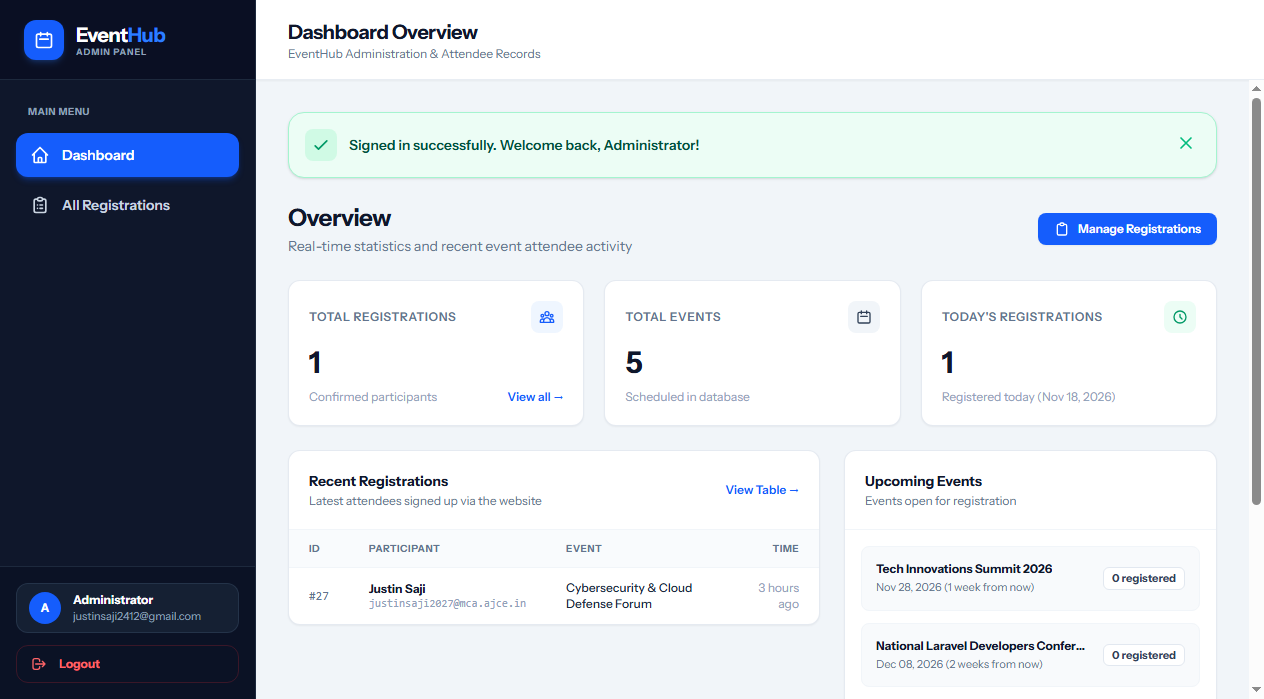 EventHub
ADMIN PANEL
MAIN MENU
Dashboard
All Registrations
Administrator
A
justinsaji2412@gmail.com
Logout
Dashboard Overview
EventHub Administration & Attendee Records
Signed in successfully. Welcome back, Administrator!
Overview
Real-time statistics and recent event attendee activity
Manage Registrations
TOTAL REGISTRATIONS
1
Confirmed participants
View all →
TOTAL EVENTS
5
Scheduled in database
TODAY'S REGISTRATIONS
1
Registered today (Nov 18, 2026)
Recent Registrations
Latest attendees signed up via the website
View Table →
ID PARTICIPANT EVENT TIME
#27
Justin Saji
justinsaji2027@mca.ajce.in
Cybersecurity & Cloud
Defense Forum
3 hours
ago
Upcoming Events
Events open for registration
Tech Innovations Summit 2026
Nov 28, 2026 (1 week from now)
0 registered
National Laravel Developers Confer...
Dec 08, 2026 (2 weeks from now)
0 registered